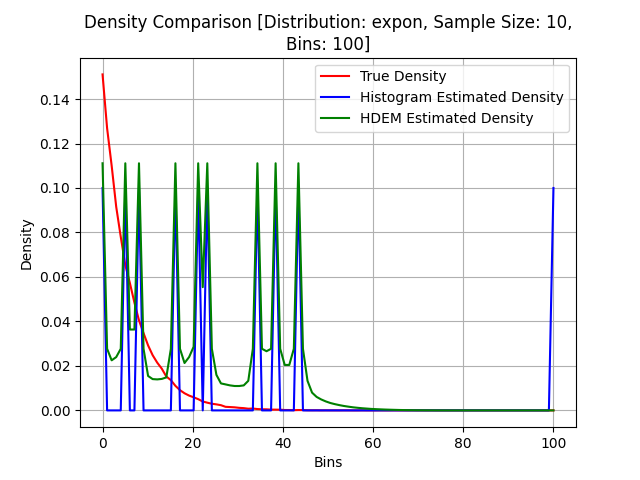 Density Comparison [Distribution: expon, Sample Size: 10,
Bins: 100]
True Density
Histogram Estimated Density
HDEM Estimated Density
Density
0.14
0.12
0.10
0.08
0.06
0.04
0.02
0.00
0 20 40 60 80 100
Bins